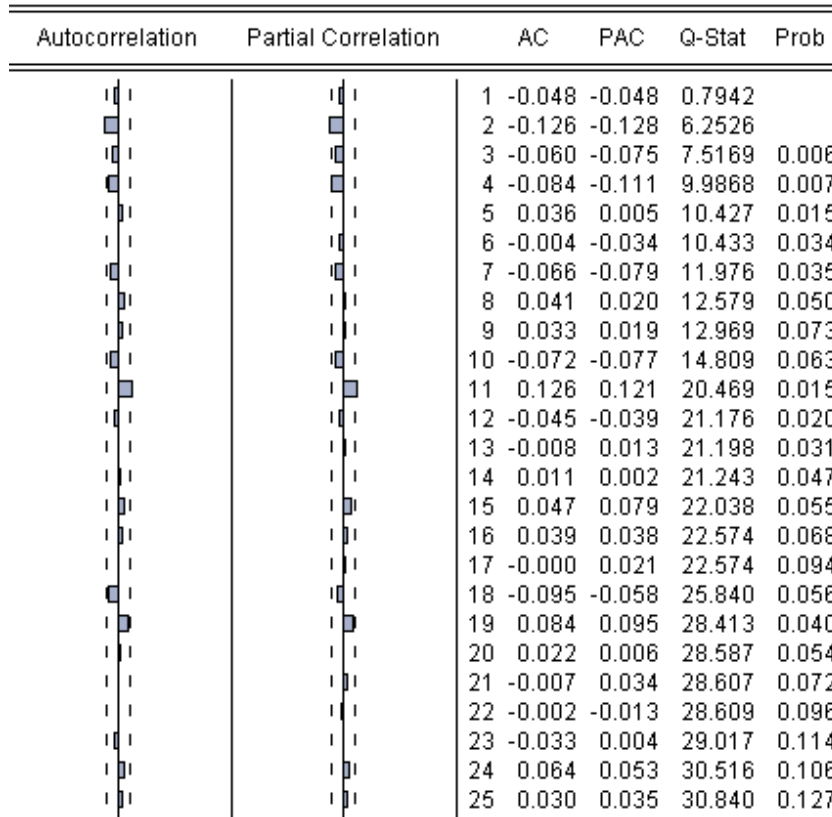 Autocorrelation Partial Correlation AC PAC Q-Stat Prob
1 -0.048 -0.048 0.7942
2 -0.126 -0.128 6.2526
3 -0.060 -0.075 7.5169 0.006
4 -0.084 -0.111 9.9868 0.007
5 0.036 0.005 10.427 0.015
6 -0.004 -0.034 10.433 0.034
7 -0.066 -0.079 11.976 0.035
8 0.041 0.020 12.579 0.050
9 0.033 0.019 12.969 0.073
10 -0.072 -0.077 14.809 0.063
11 0.126 0.121 20.469 0.015
12 -0.045 -0.039 21.176 0.020
13 -0.008 0.013 21.198 0.031
14 0.011 0.002 21.243 0.047
15 0.047 0.079 22.038 0.055
16 0.039 0.038 22.574 0.068
17 -0.000 0.021 22.574 0.094
18 -0.095 -0.058 25.840 0.056
19 0.084 0.095 28.413 0.040
20 0.022 0.006 28.587 0.054
21 -0.007 0.034 28.607 0.072
22 -0.002 -0.013 28.609 0.096
23 -0.033 0.004 29.017 0.114
24 0.064 0.053 30.516 0.106
25 0.030 0.035 30.840 0.127